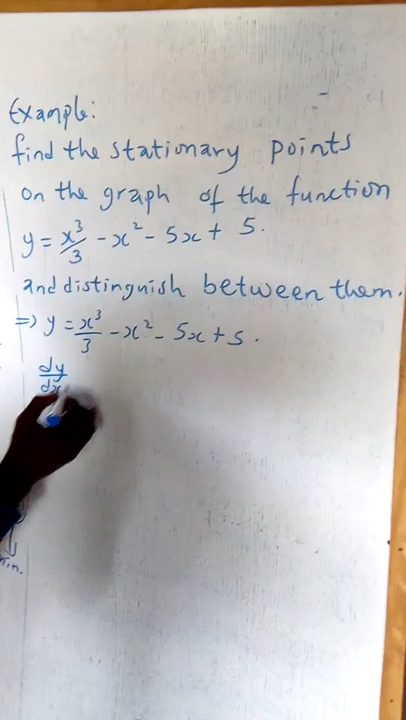 Example:
find the stationary points
on the graph of the function
y = x³/3 - x² - 5x + 5.
and distinguish between them.
⇒ y = x³/3 - x² - 5x + 5.
dy/dx